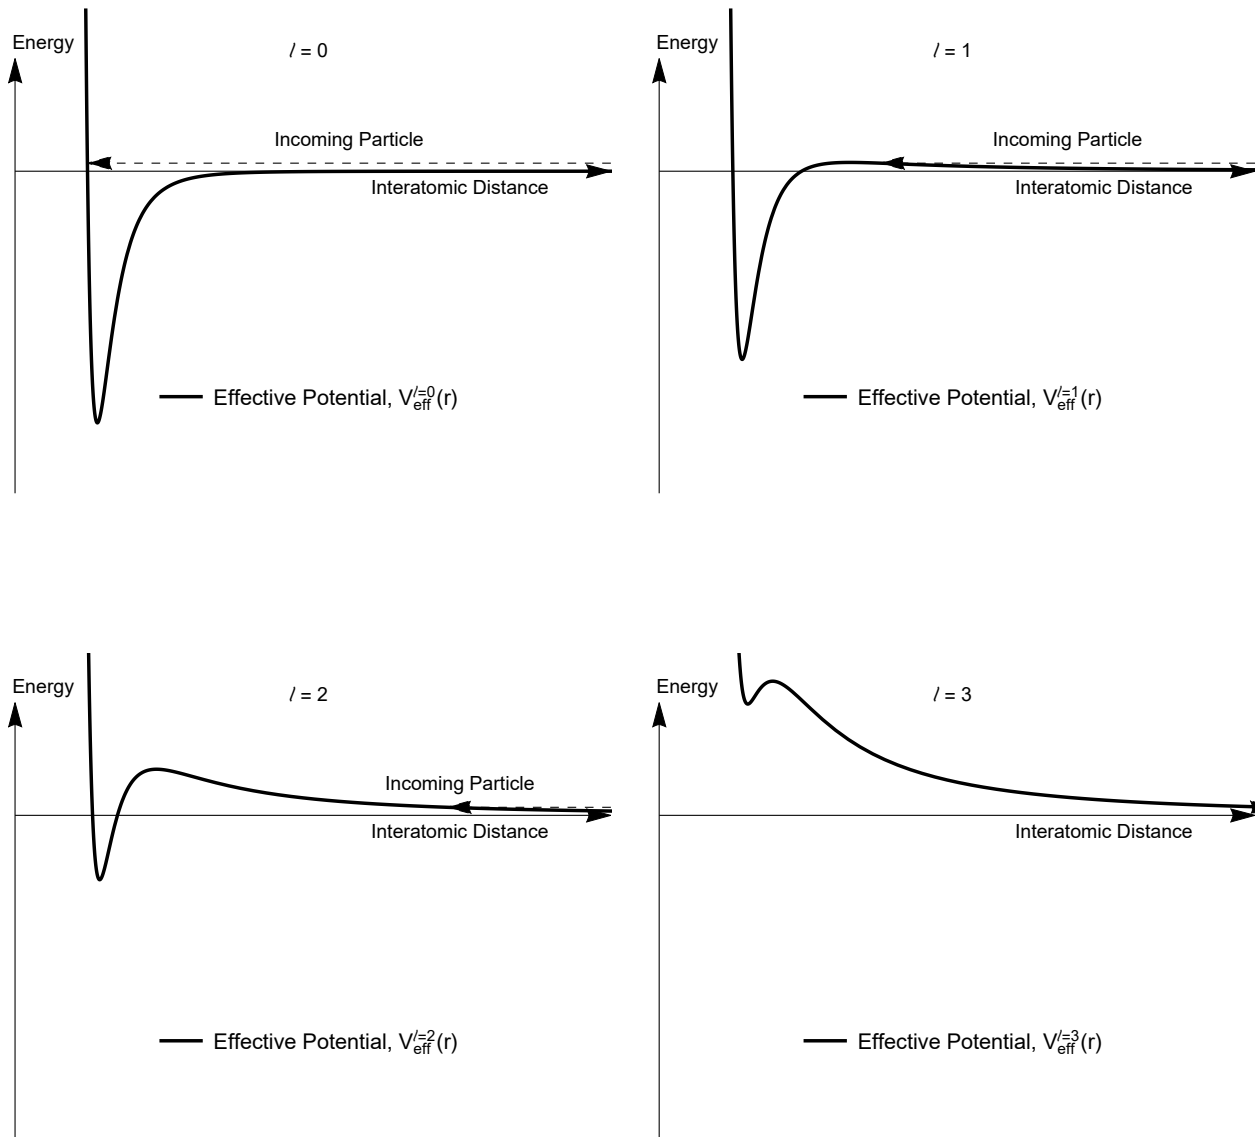 Energy
ℓ = 0
Incoming Particle
Interatomic Distance
Effective Potential, V_eff^{ℓ=0}(r)
Energy
ℓ = 1
Incoming Particle
Interatomic Distance
Effective Potential, V_eff^{ℓ=1}(r)
Energy
ℓ = 2
Incoming Particle
Interatomic Distance
Effective Potential, V_eff^{ℓ=2}(r)
Energy
ℓ = 3
Interatomic Distance
Effective Potential, V_eff^{ℓ=3}(r)